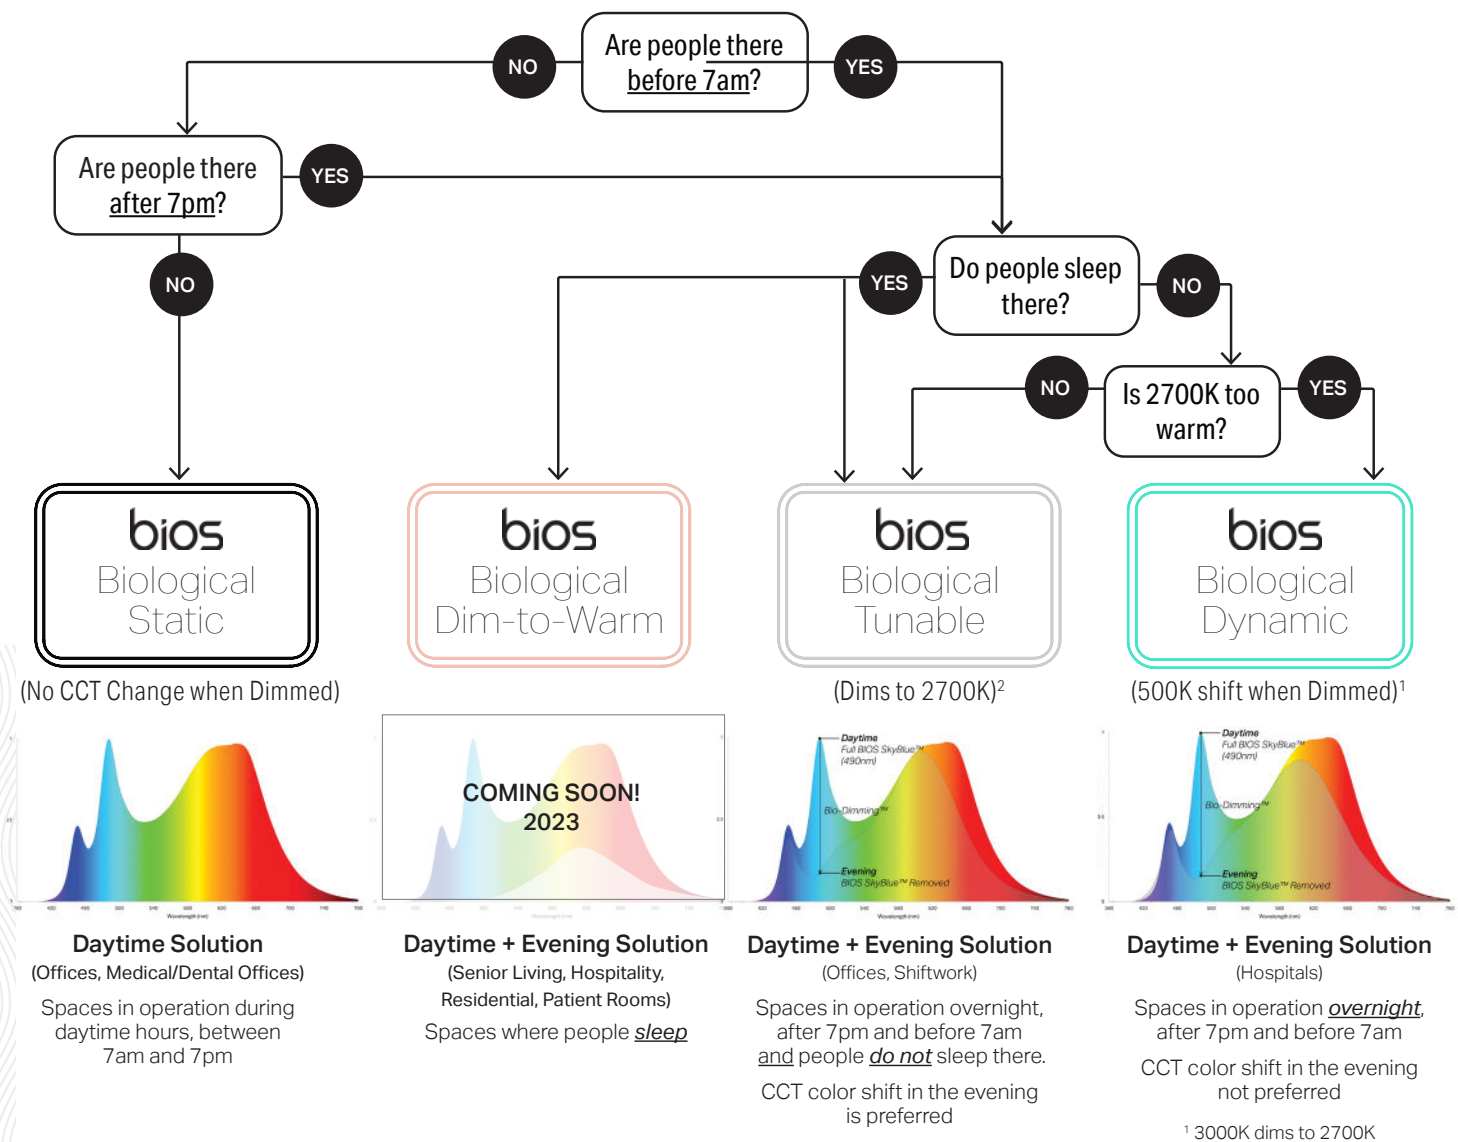 Are people there
before 7am?
NO
YES
Are people there
after 7pm?
YES
NO
Do people sleep
there?
YES
NO
Is 2700K too
warm?
NO
YES
bios
Biological
Static
(No CCT Change when Dimmed)
bios
Biological
Dim-to-Warm
bios
Biological
Tunable
(Dims to 2700K)²
bios
Biological
Dynamic
(500K shift when Dimmed)¹
Wavelength (nm)
COMING SOON!
2023
Wavelength (nm)
Daytime
Full BIOS SkyBlue™
(490nm)
Bio-Dimming™
Evening
BIOS SkyBlue™ Removed
Wavelength (nm)
Daytime
Full BIOS SkyBlue™
(490nm)
Bio-Dimming™
Evening
BIOS SkyBlue™ Removed
Wavelength (nm)
Daytime Solution
(Offices, Medical/Dental Offices)
Spaces in operation during
daytime hours, between
7am and 7pm
Daytime + Evening Solution
(Senior Living, Hospitality,
Residential, Patient Rooms)
Spaces where people sleep
Daytime + Evening Solution
(Offices, Shiftwork)
Spaces in operation overnight,
after 7pm and before 7am
and people do not sleep there.
CCT color shift in the evening
is preferred
Daytime + Evening Solution
(Hospitals)
Spaces in operation overnight,
after 7pm and before 7am
CCT color shift in the evening
not preferred
¹ 3000K dims to 2700K